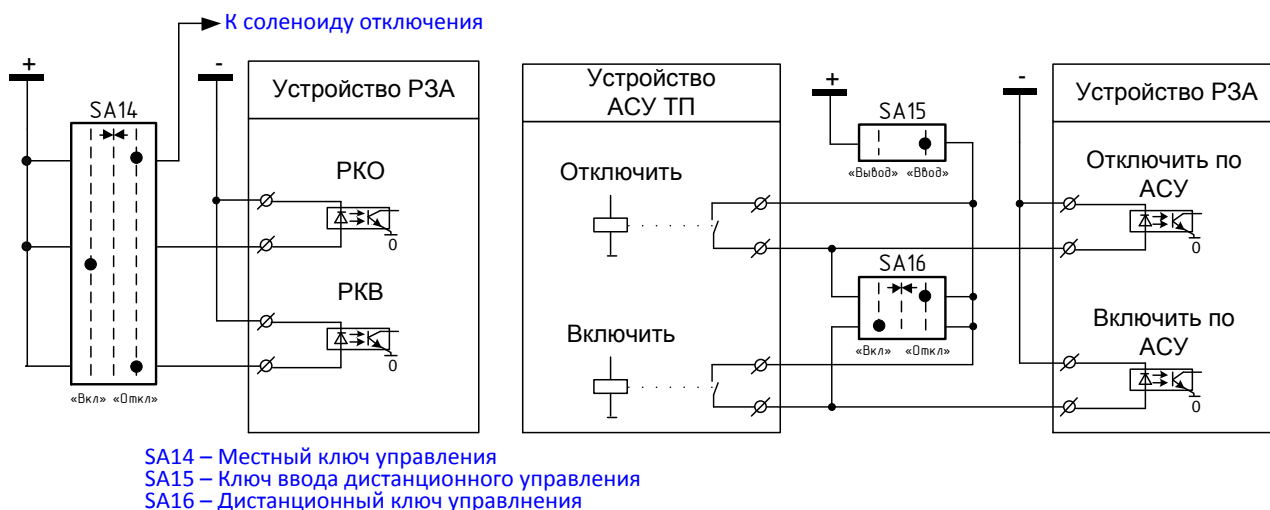 К соленоиду отключения
+
-
SA14
«Вкл» «Откл»
Устройство РЗА
РКО
0
РКВ
0
Устройство
АСУ ТП
Отключить
Включить
+
SA15
«Вывод» «Ввод»
SA16
«Вкл» «Откл»
-
Устройство РЗА
Отключить по
АСУ
0
Включить по
АСУ
0
SA14 – Местный ключ управления
SA15 – Ключ ввода дистанционного управления
SA16 – Дистанционный ключ управлнения